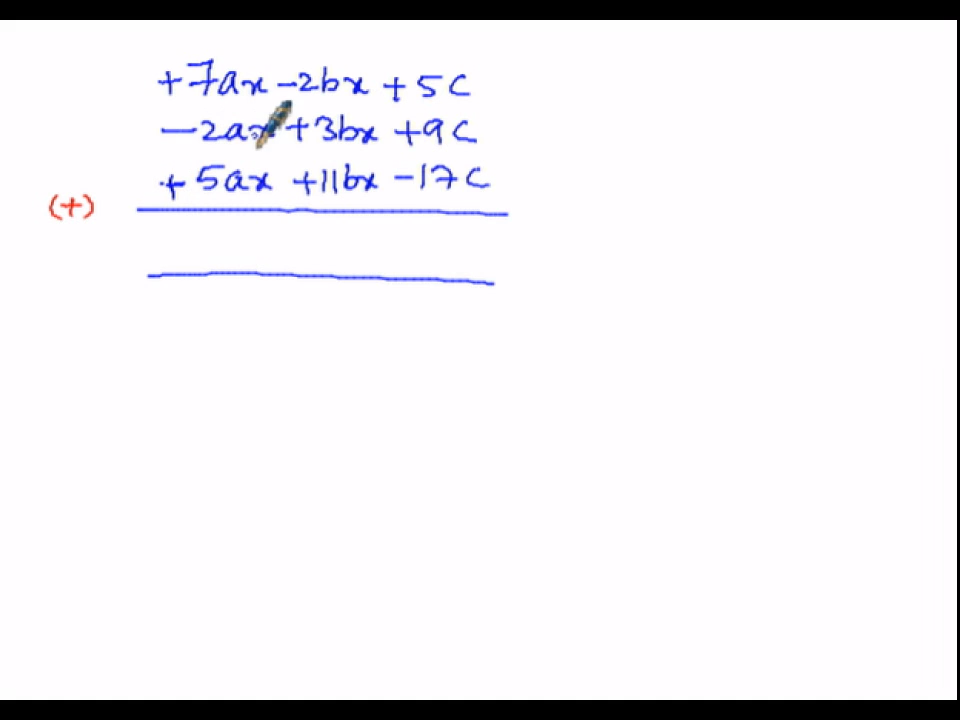 +7ax -2bx +5c
-2ax +3bx +9c
+5ax +11bx -17c
(+)